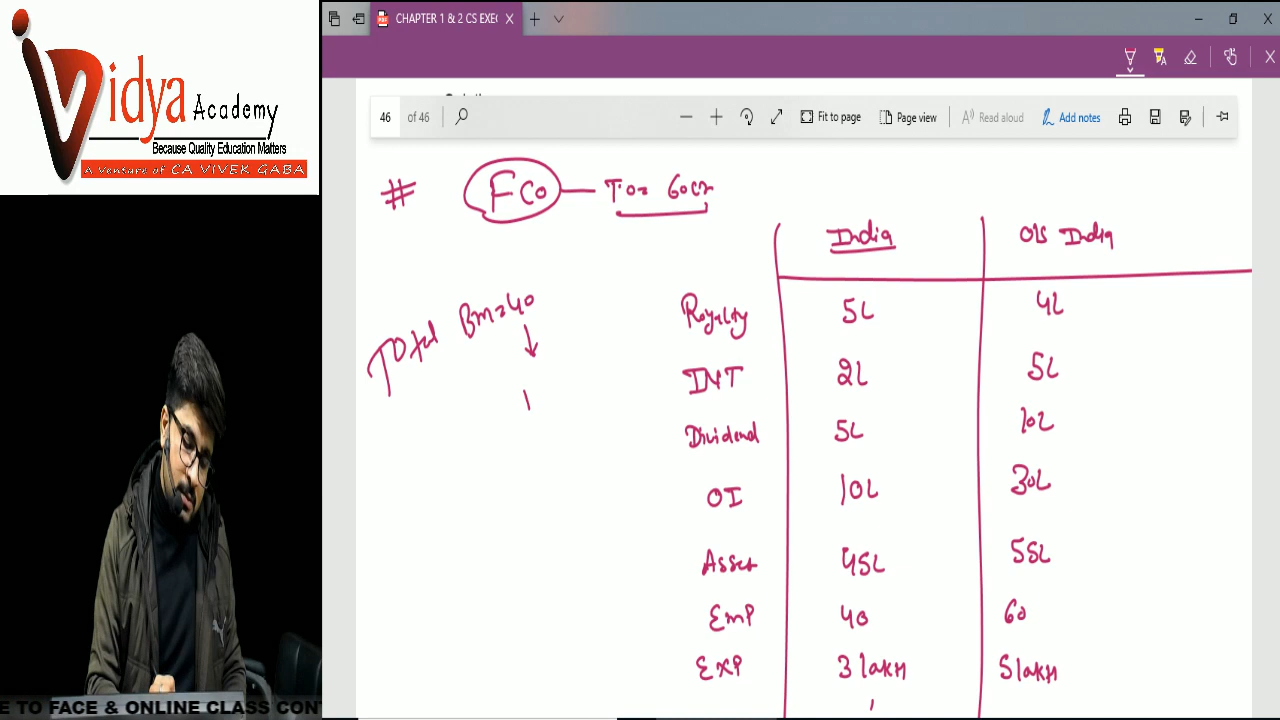 Vidya Academy
Because Quality Education Matters
A Venture of CA VIVEK GABA
CHAPTER 1 & 2 CS EXEC
46 of 46 Fit to page Page view Read aloud Add notes
# FCo — T.O= 60cr
India O/S India
Total Bm=40
Royalty 5L 4L
INT 2L 5L
Dividend 5L 10L
OI 10L 30L
Asset 45L 55L
Emp 40 60
EXP 3 lakH 5 lakH
E TO FACE & ONLINE CLASS CONT